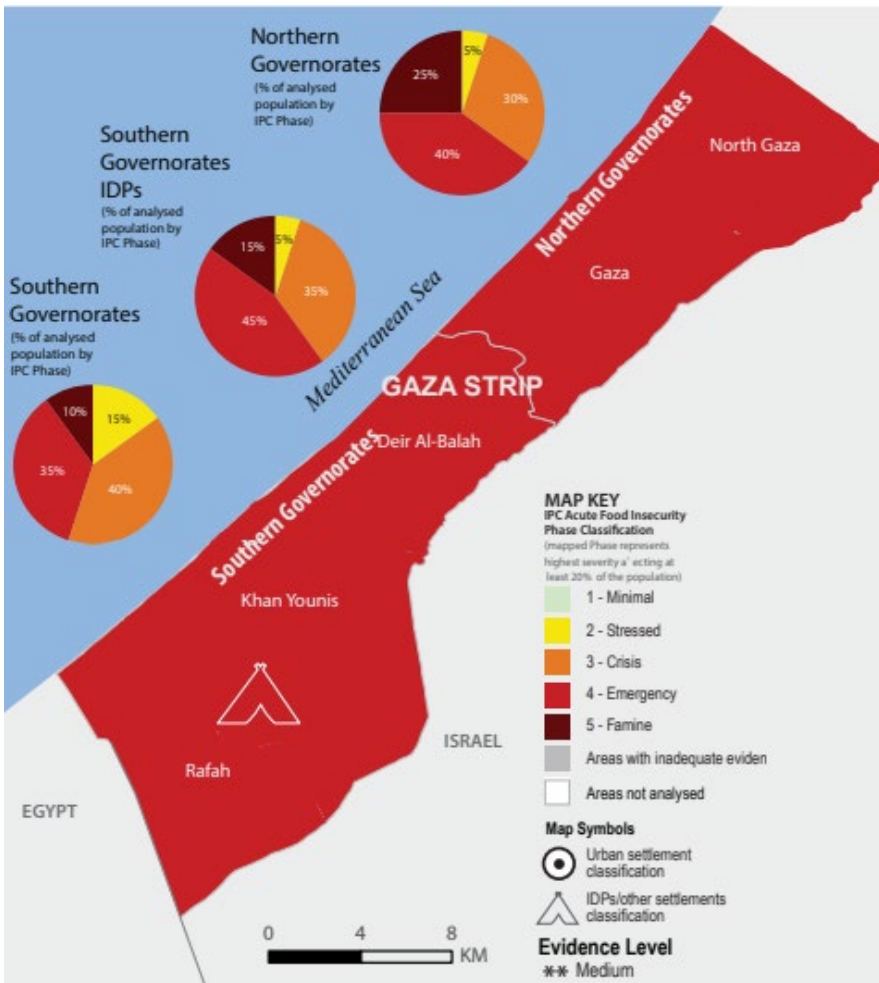 Northern
Governorates
(% of analysed
population by
IPC Phase)
5%
30%
40%
25%
Southern
Governorates
IDPs
(% of analysed
population by
IPC Phase)
5%
35%
45%
15%
Southern
Governorates
(% of analysed
population by
IPC Phase)
15%
40%
35%
10%
Mediterranean Sea
Northern Governorates
North Gaza
Gaza
GAZA STRIP
Deir Al-Balah
Southern Governorates
Khan Younis
Rafah
ISRAEL
EGYPT
0 4 8
KM
MAP KEY
IPC Acute Food Insecurity
Phase Classification
(mapped Phase represents
highest severity a' ecting at
least 20% of the population)
1 - Minimal
2 - Stressed
3 - Crisis
4 - Emergency
5 - Famine
Areas with inadequate eviden
Areas not analysed
Map Symbols
Urban settlement
classification
IDPs/other settlements
classification
Evidence Level
** Medium